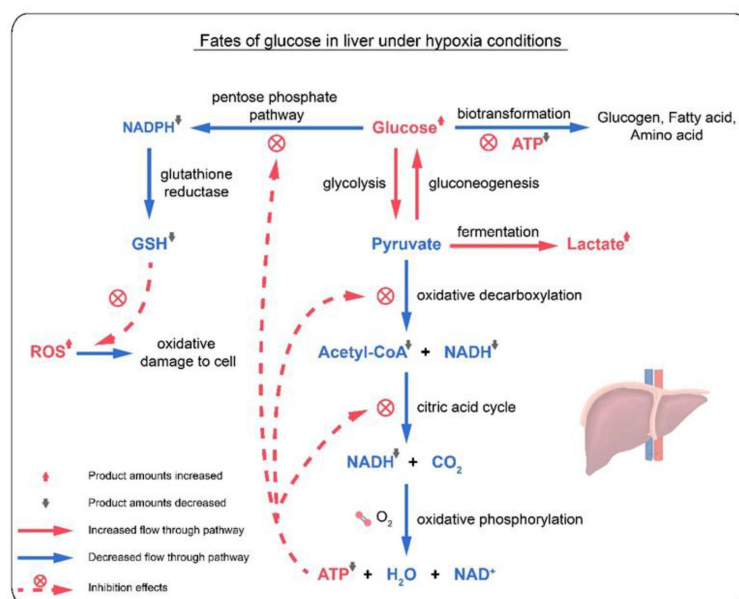 Fates of glucose in liver under hypoxia conditions
pentose phosphate
pathway
NADPH
Glucose
biotransformation
ATP
Glucogen, Fatty acid,
Amino acid
glutathione
reductase
glycolysis
gluconeogenesis
GSH
Pyruvate
fermentation
Lactate
oxidative decarboxylation
ROS
oxidative
damage to cell
Acetyl-CoA + NADH
citric acid cycle
NADH + CO₂
O₂
oxidative phosphorylation
ATP + H₂O + NAD⁺
Product amounts increased
Product amounts decreased
Increased flow through pathway
Decreased flow through pathway
Inhibition effects